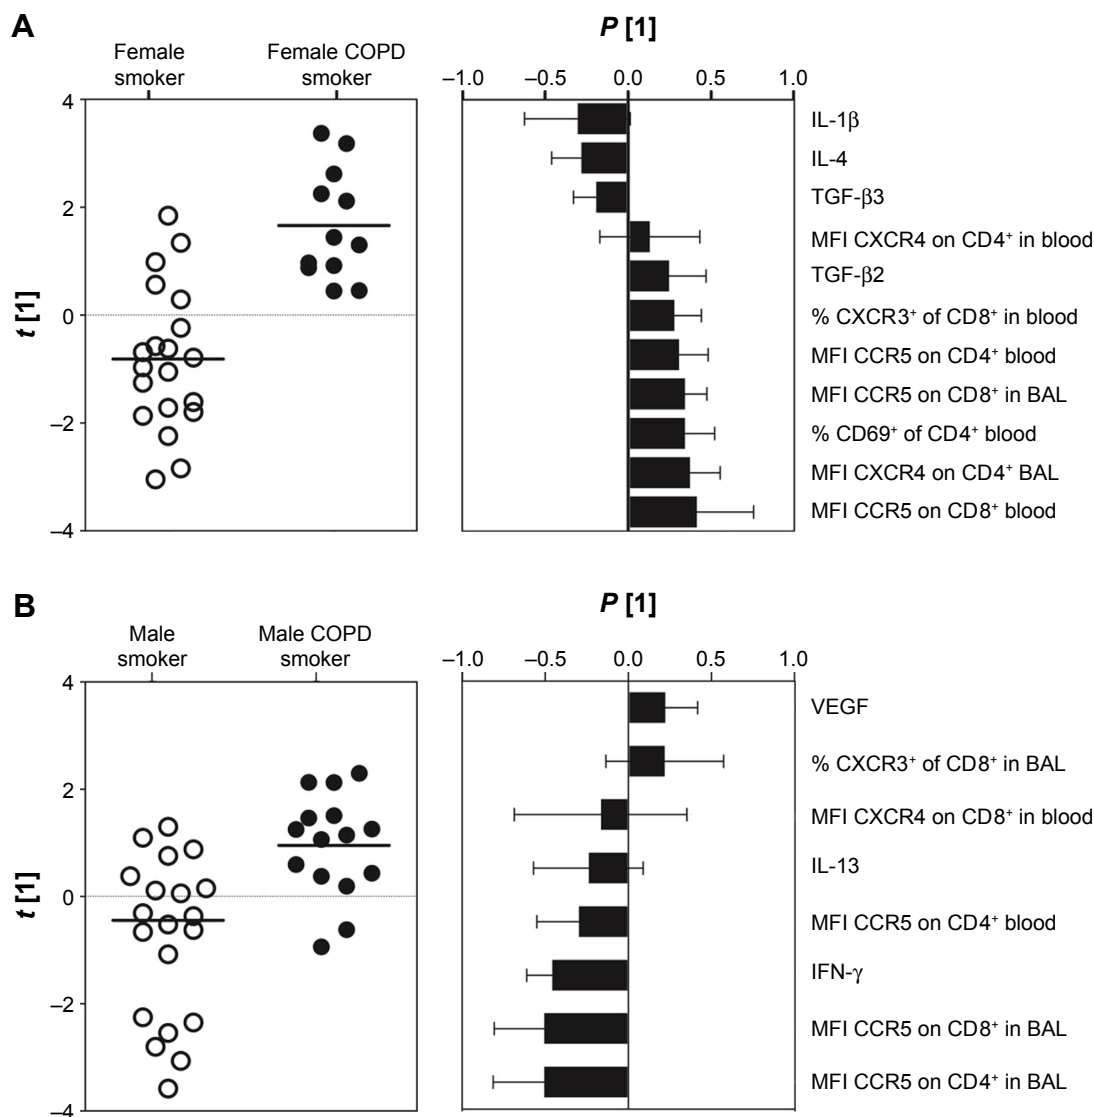 A
P [1]
Female smoker
Female COPD smoker
–1.0 –0.5 0.0 0.5 1.0
4
2
0
–2
–4
t [1]
IL-1β
IL-4
TGF-β3
MFI CXCR4 on CD4⁺ in blood
TGF-β2
% CXCR3⁺ of CD8⁺ in blood
MFI CCR5 on CD4⁺ blood
MFI CCR5 on CD8⁺ in BAL
% CD69⁺ of CD4⁺ blood
MFI CXCR4 on CD4⁺ BAL
MFI CCR5 on CD8⁺ blood
B
P [1]
Male smoker
Male COPD smoker
–1.0 –0.5 0.0 0.5 1.0
4
2
0
–2
–4
t [1]
VEGF
% CXCR3⁺ of CD8⁺ in BAL
MFI CXCR4 on CD8⁺ in blood
IL-13
MFI CCR5 on CD4⁺ blood
IFN-γ
MFI CCR5 on CD8⁺ in BAL
MFI CCR5 on CD4⁺ in BAL